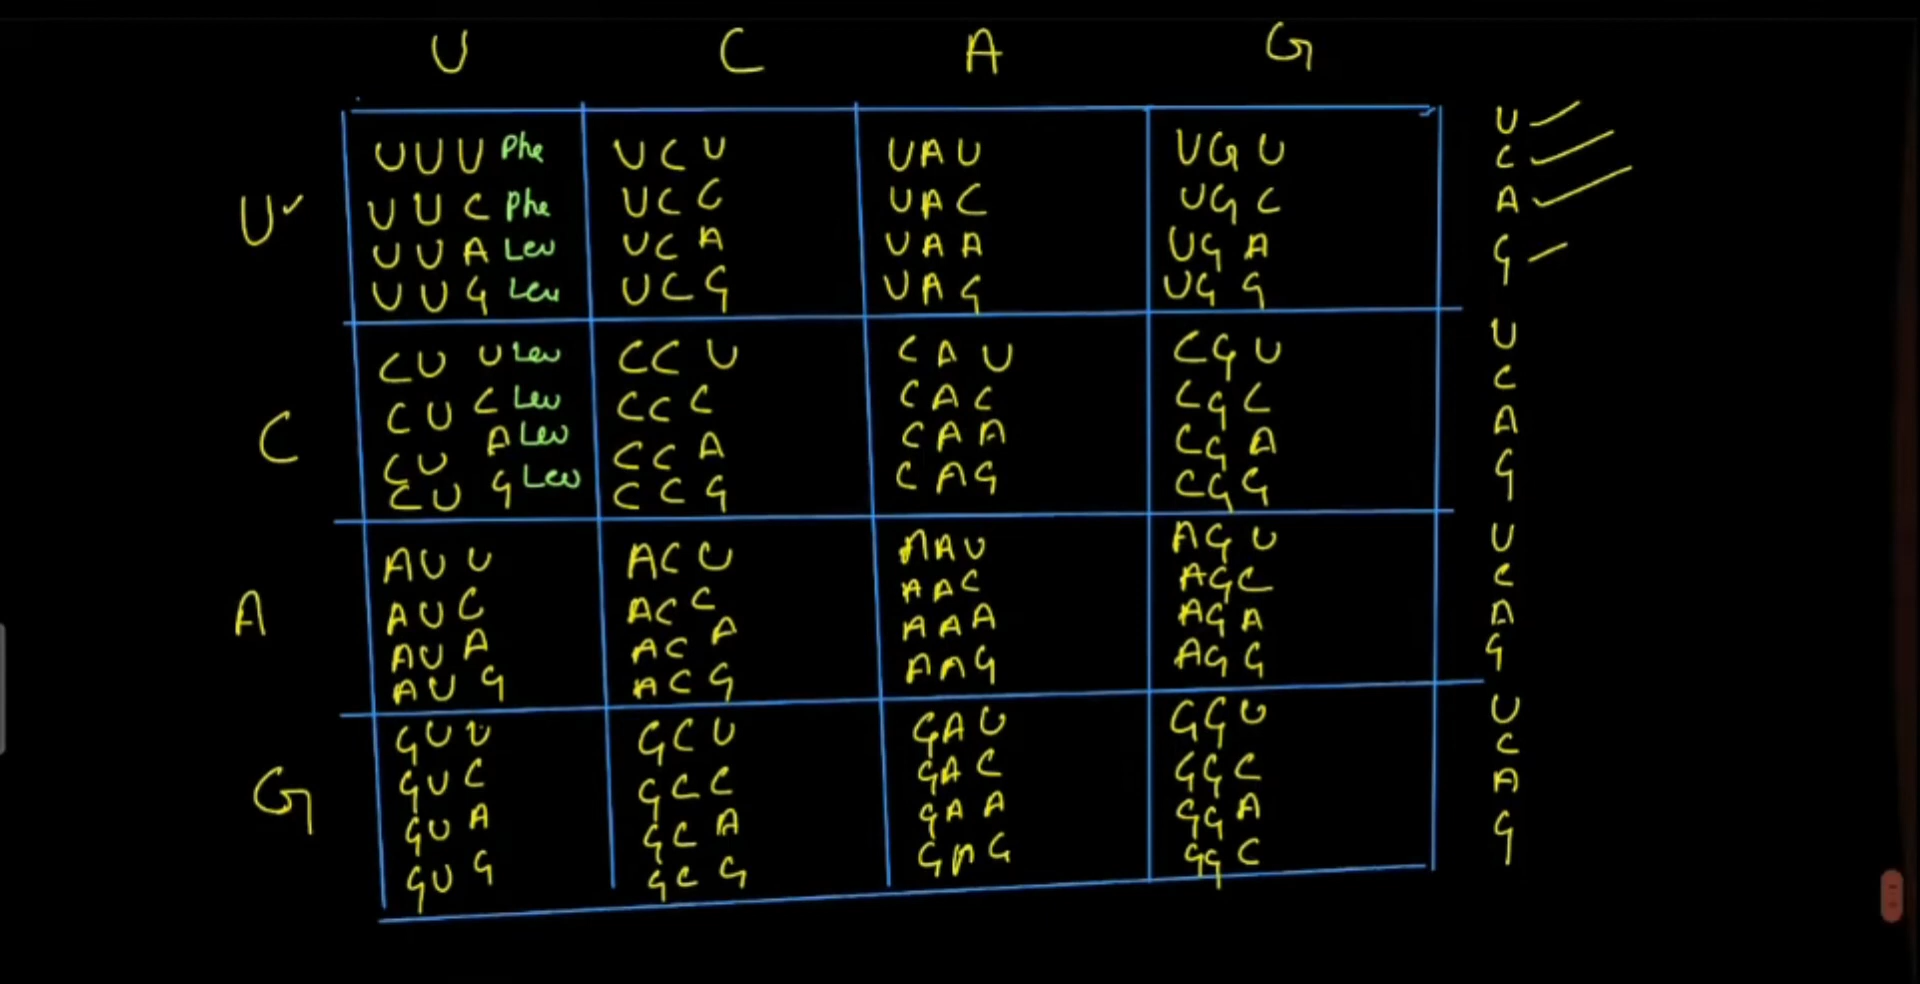 U C A G
UUU Phe UCU UAU UGU U
UUC Phe UCC UAC UGC C
U UUA Leu UCA UAA UGA A
UUG Leu UCG UAG UGG G
CUU Leu CCU CAU CGU U
CUC Leu CCC CAC CGC C
C CUA Leu CCA CAA CGA A
CUG Leu CCG CAG CGG G
AUU ACU AAU AGU U
AUC ACC AAC AGC C
A AUA ACA AAA AGA A
AUG ACG AAG AGG G
GUU GCU GAU GGU U
GUC GCC GAC GGC C
G GUA GCA GAA GGA A
GUG GCG GAG GGC G